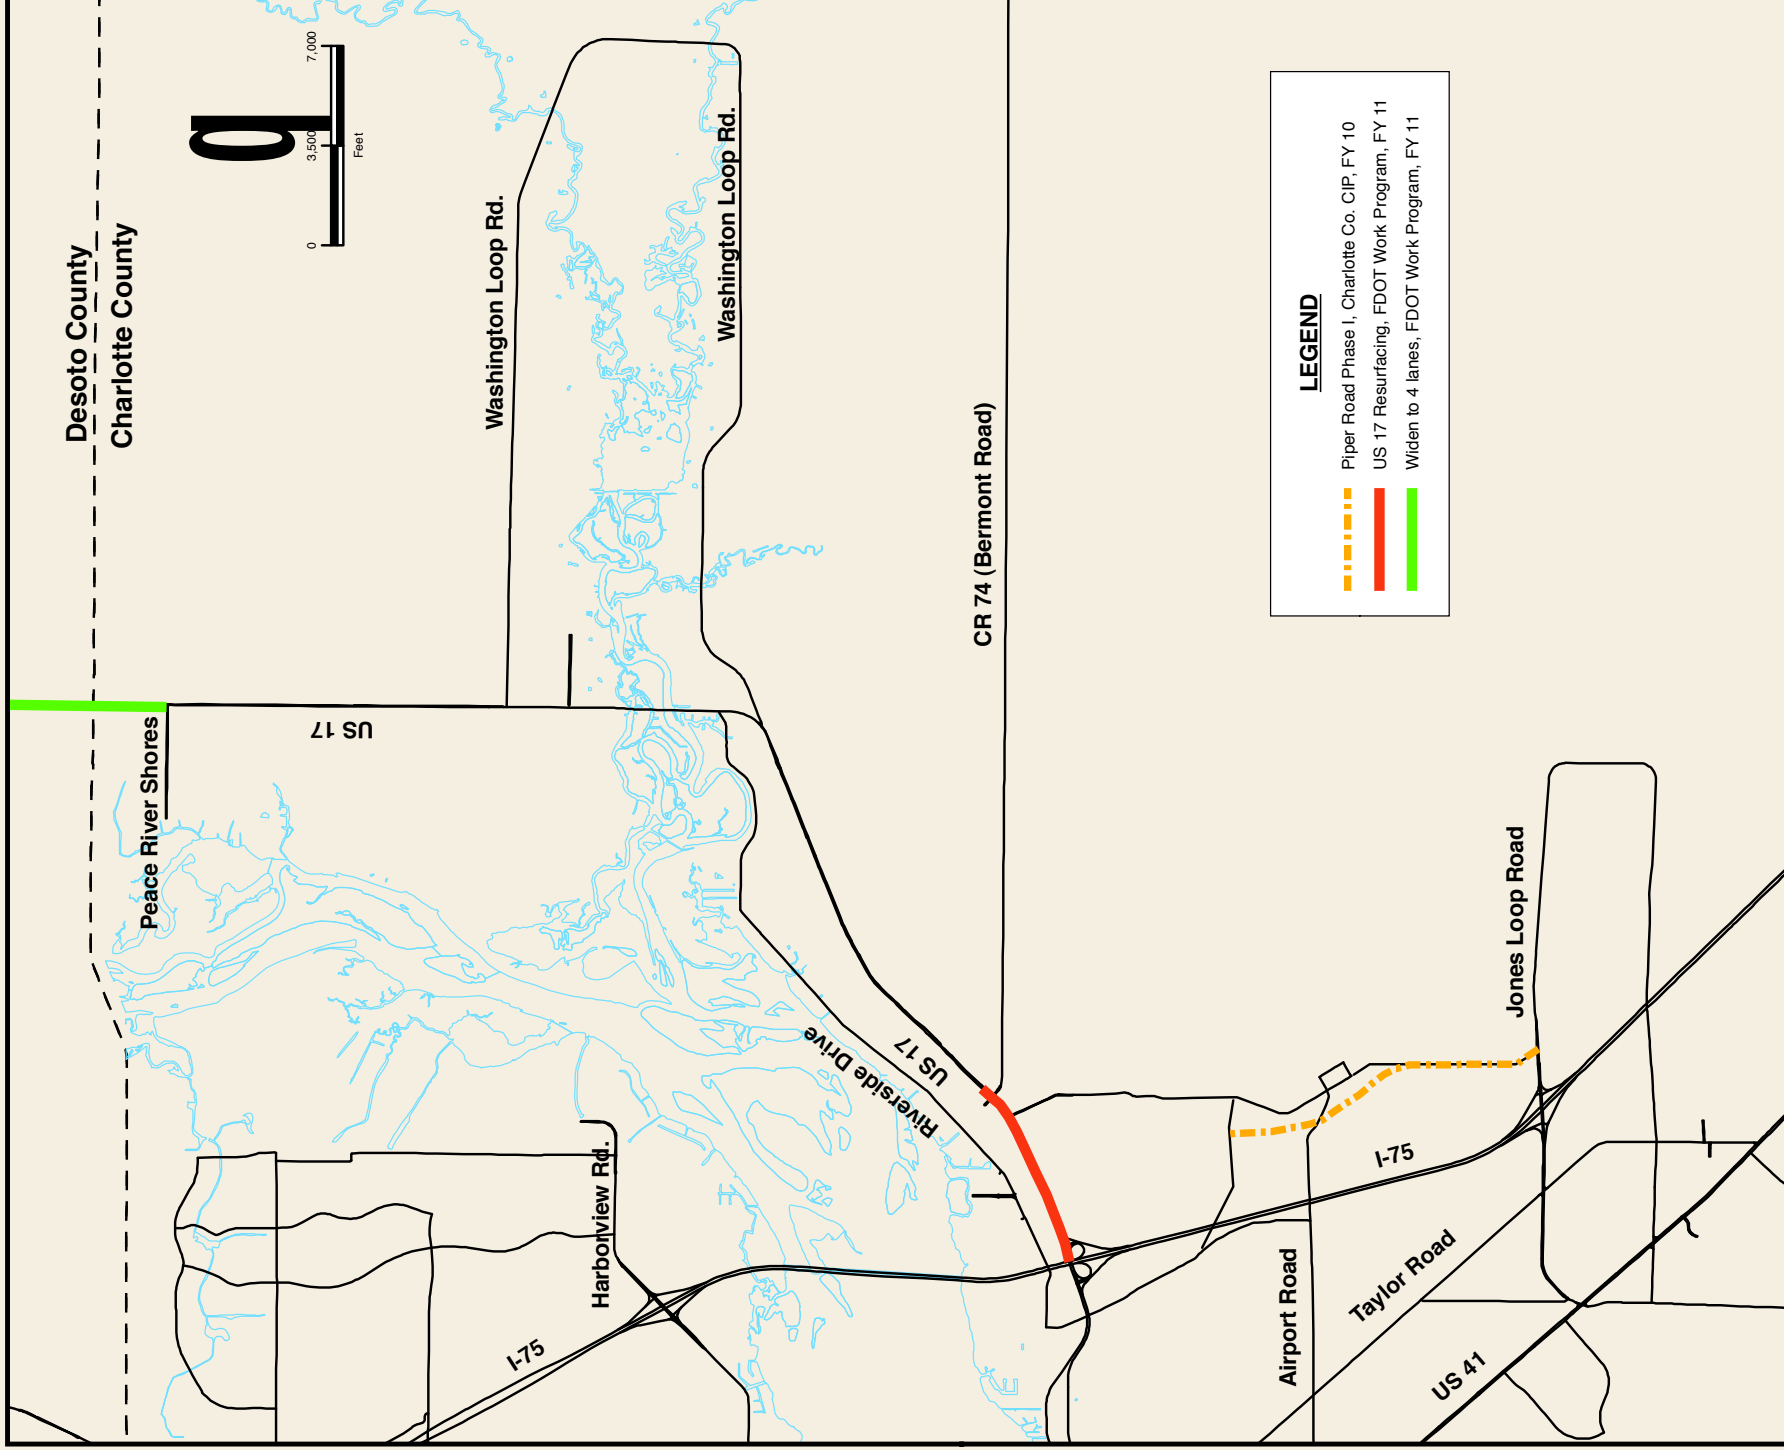 Desoto County
Charlotte County
0
3,500
7,000
Feet
Washington Loop Rd.
Washington Loop Rd.
CR 74 (Bermont Road)
Peace River Shores
US 17
US 17
Riverside Drive
Harborview Rd.
I-75
I-75
Airport Road
Taylor Road
US 41
Jones Loop Road
LEGEND
Piper Road Phase I, Charlotte Co. CIP, FY 10
US 17 Resurfacing, FDOT Work Program, FY 11
Widen to 4 lanes, FDOT Work Program, FY 11